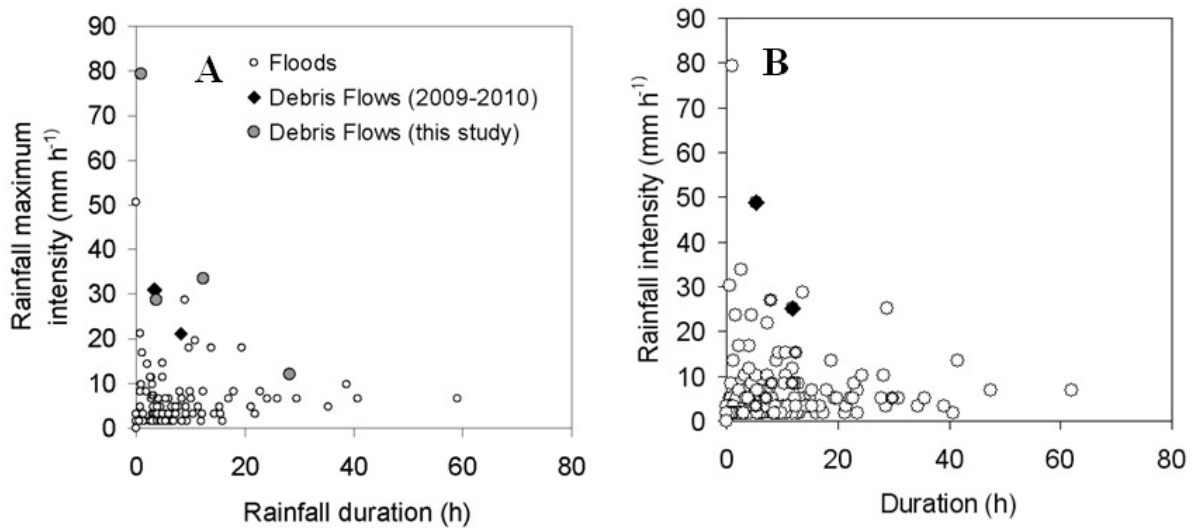 90
80
70
60
50
40
30
20
10
0
Rainfall maximum
intensity (mm h-1)
A
Floods
Debris Flows (2009-2010)
Debris Flows (this study)
0 20 40 60 80
Rainfall duration (h)
90
80
70
60
50
40
30
20
10
0
Rainfall intensity (mm h-1)
B
0 20 40 60 80
Duration (h)